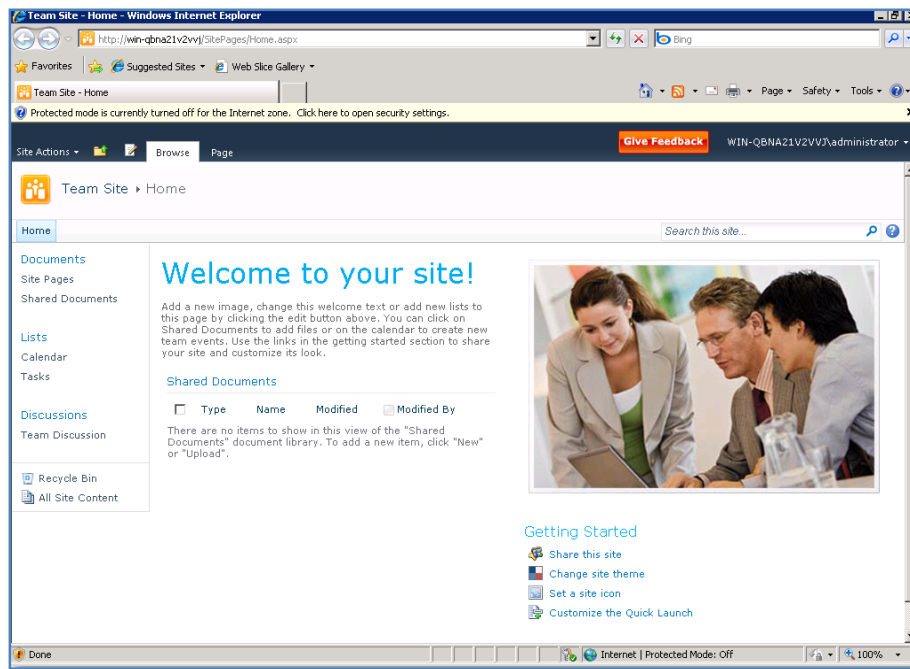 Team Site - Home - Windows Internet Explorer
http://win-qbna21v2vvj/SitePages/Home.aspx
Bing
Favorites Suggested Sites Web Slice Gallery
Team Site - Home
Page Safety Tools
Protected mode is currently turned off for the Internet zone. Click here to open security settings.
Site Actions Browse Page Give Feedback WIN-QBNA21V2VVJ\administrator
Team Site Home
Home Search this site...
Documents
Site Pages
Shared Documents
Lists
Calendar
Tasks
Discussions
Team Discussion
Recycle Bin
All Site Content
Welcome to your site!
Add a new image, change this welcome text or add new lists to
this page by clicking the edit button above. You can click on
Shared Documents to add files or on the calendar to create new
team events. Use the links in the getting started section to share
your site and customize its look.
Shared Documents
Type Name Modified Modified By
There are no items to show in this view of the "Shared
Documents" document library. To add a new item, click "New"
or "Upload".
Getting Started
Share this site
Change site theme
Set a site icon
Customize the Quick Launch
Done Internet | Protected Mode: Off 100%